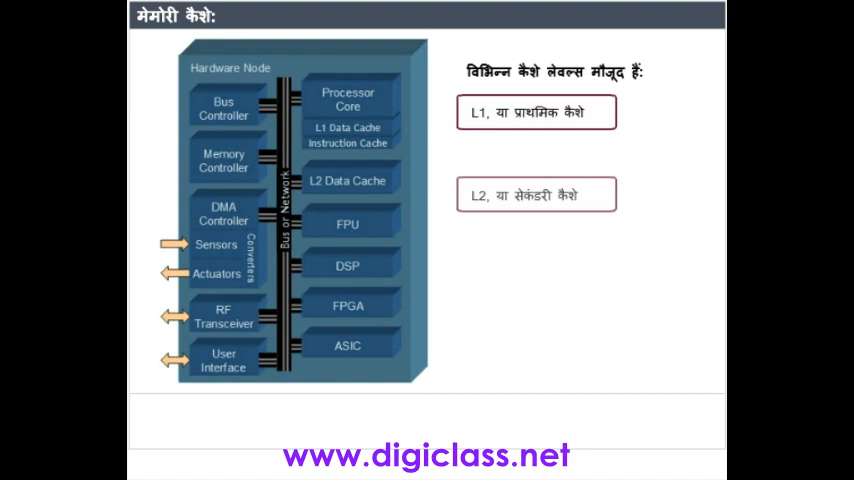 मेमोरी कैशे:
Hardware Node
Bus
Controller
Memory
Controller
DMA
Controller
Sensors
Actuators
Converters
RF
Transceiver
User
Interface
Bus or Network
Processor
Core
L1 Data Cache
Instruction Cache
L2 Data Cache
FPU
DSP
FPGA
ASIC
विभिन्न कैशे लेवल्स मौजूद हैं:
L1, या प्राथमिक कैशे
L2, या सेकंडरी कैशे
www.digiclass.net